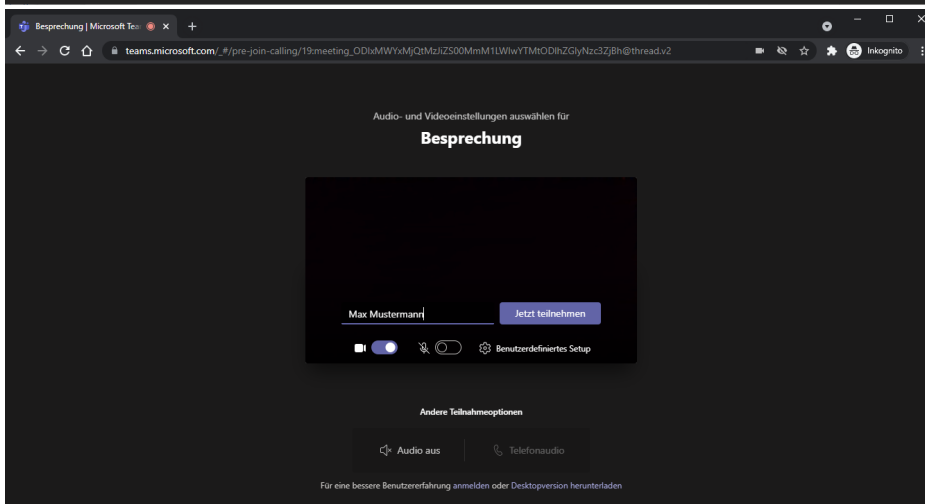 Besprechung | Microsoft Tea
teams.microsoft.com/_#/pre-join-calling/19:meeting_ODIxMWYxMjQtMzJiZS00MmM1LWIwYTMtODlhZGIyNzc3ZjBh@thread.v2
Inkognito
Audio- und Videoeinstellungen auswählen für
Besprechung
Max Mustermann
Jetzt teilnehmen
Benutzerdefiniertes Setup
Andere Teilnahmeoptionen
Audio aus
Telefonaudio
Für eine bessere Benutzererfahrung anmelden oder Desktopversion herunterladen